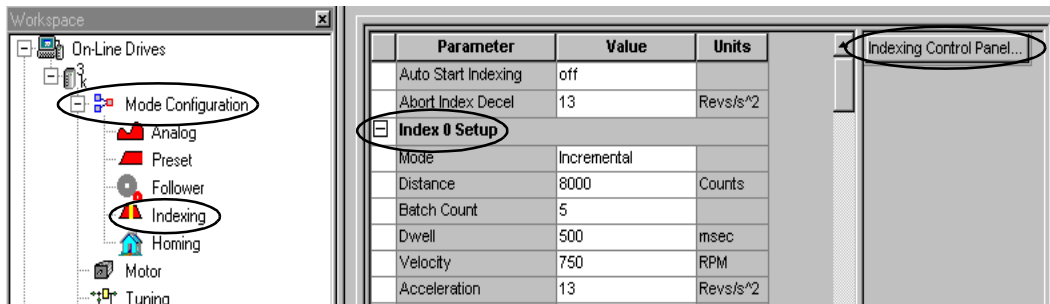 Workspace
On-Line Drives
3
k
Mode Configuration
Analog
Preset
Follower
Indexing
Homing
Motor
Tuning
Parameter Value Units
Auto Start Indexing off
Abort Index Decel 13 Revs/s^2
Index 0 Setup
Mode Incremental
Distance 8000 Counts
Batch Count 5
Dwell 500 msec
Velocity 750 RPM
Acceleration 13 Revs/s^2
Indexing Control Panel...